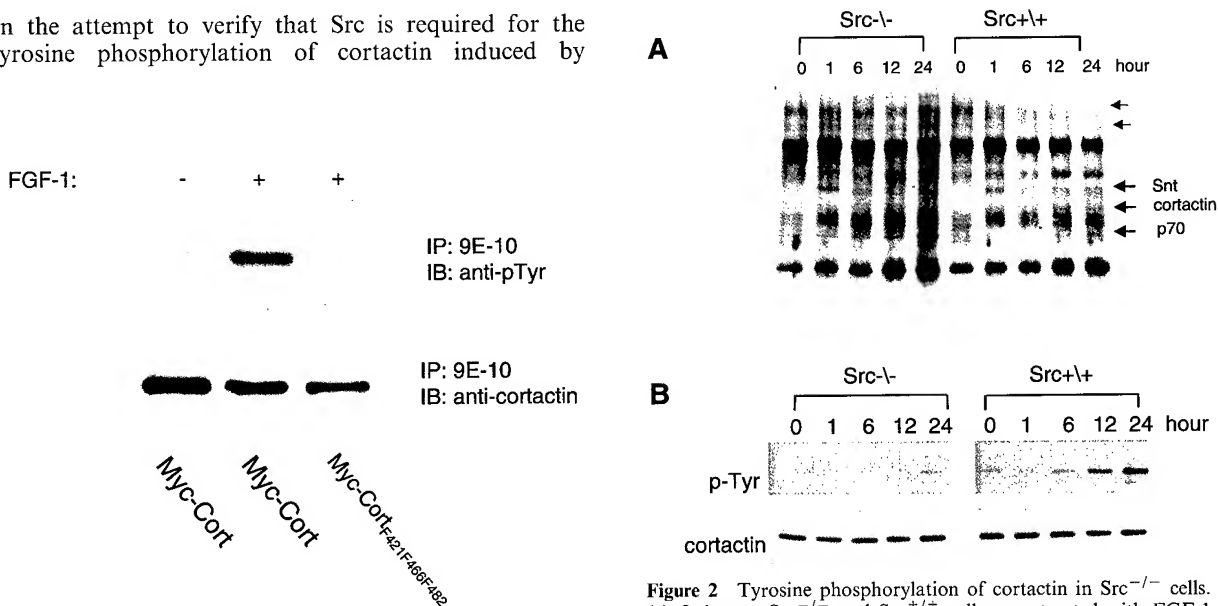 n the attempt to verify that Src is required for the
yrosine phosphorylation of cortactin induced by
FGF-1: - + +
IP: 9E-10
IB: anti-pTyr
IP: 9E-10
IB: anti-cortactin
Myc-Cort
Myc-Cort
Myc-CortF421F466F482
A
Src-\- Src+\+
0 1 6 12 24 0 1 6 12 24 hour
Snt
cortactin
p70
B
Src-\- Src+\+
0 1 6 12 24 0 1 6 12 24 hour
p-Tyr
cortactin
Figure 2 Tyrosine phosphorylation of cortactin in Src−/− cells.